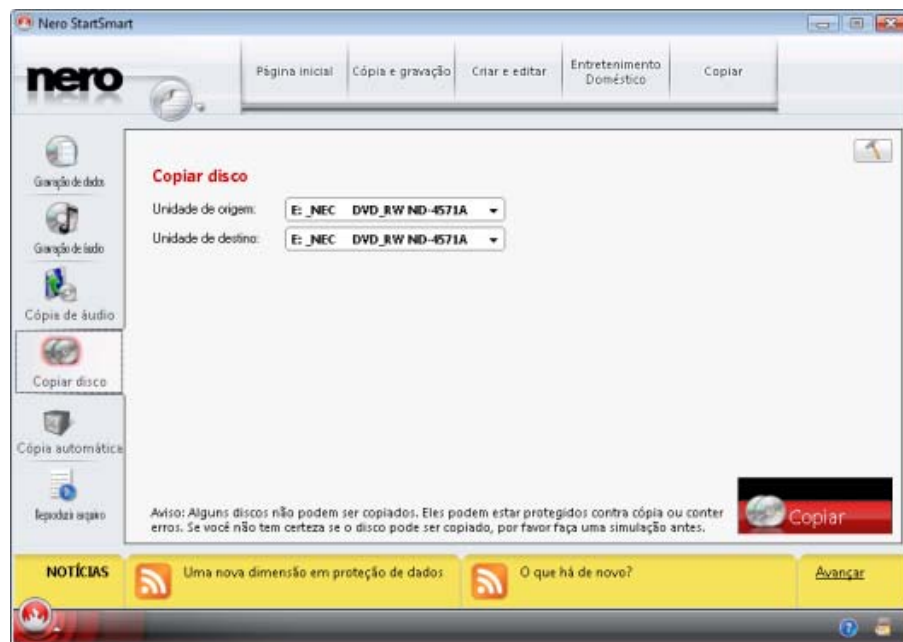 Nero StartSmart
nero
Página inicial
Cópia e gravação
Criar e editar
Entretenimento
Doméstico
Copiar
Gravação de dados
Gravação de áudio
Cópia de áudio
Copiar disco
Cópia automática
Reproduzir arquivo
Copiar disco
Unidade de origem: E: _NEC DVD_RW ND-4571A
Unidade de destino: E: _NEC DVD_RW ND-4571A
Aviso: Alguns discos não podem ser copiados. Eles podem estar protegidos contra cópia ou conter
erros. Se você não tem certeza se o disco pode ser copiado, por favor faça uma simulação antes.
Copiar
NOTÍCIAS
Uma nova dimensão em proteção de dados
O que há de novo?
Avançar